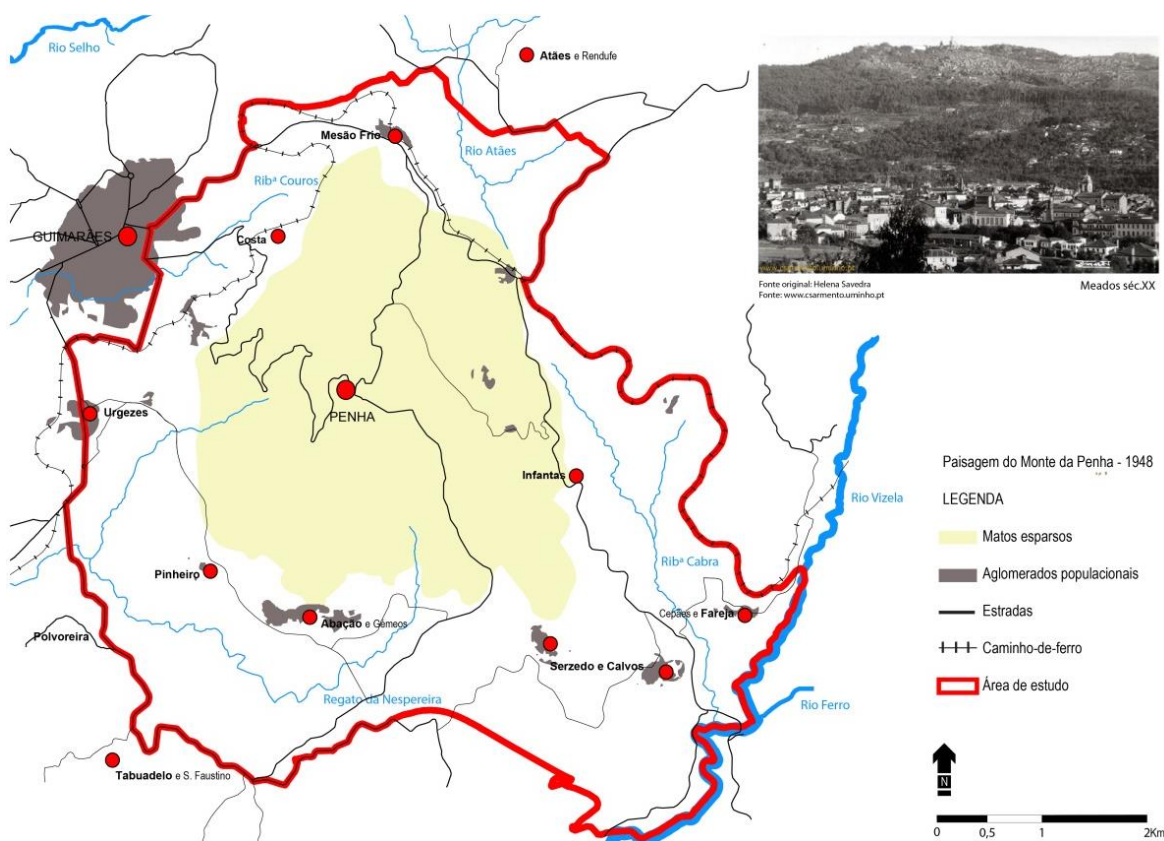 Rio Selho
Atães e Rendufe
Mesão Frio
Rio Atães
Ribª Couros
GUIMARÃES
Costa
Fonte original: Helena Savedra
Fonte: www.csarmento.uminho.pt
Meados séc.XX
PENHA
Urgezes
Infantas
Rio Vizela
Paisagem do Monte da Penha - 1948
LEGENDA
Matos esparsos
Aglomerados populacionais
Estradas
Caminho-de-ferro
Área de estudo
Pinheiro
Ribª Cabra
Abação e Gémeos
Cepães e Fareja
Polvoreira
Serzedo e Calvos
Regato da Nespereira
Rio Ferro
Tabuadelo e S. Faustino
N
0 0,5 1 2Km